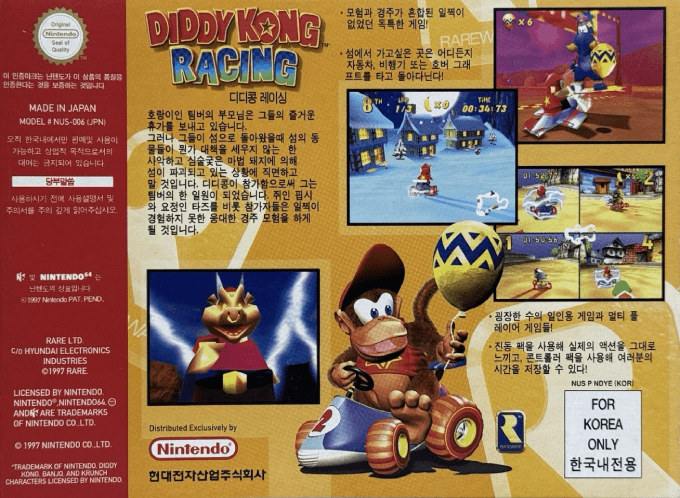 Original
Nintendo
Seal of
Quality
TM
이 인증마크는 닌텐도가 이 상품의 품질을
인증한다는 것을 보증하는 것입니다
MADE IN JAPAN
MODEL # NUS-006 (JPN)
오직 한국내에서만 판매및 사용이
가능하고 상업적 목적으로서의
대여는 금지되어 있습니다
당부말씀
사용하시기 전에 사용설명서 및
주의서를 주의 깊게 읽어주십시오.
및 NINTENDO64 는
닌텐도의 상표입니다
©1997 Nintendo PAT. PEND.
RARE LTD.
C/O HYUNDAI ELECTRONICS
INDUSTRIES
©1997 RARE.
LICENSED BY NINTENDO.
NINTENDO®,NINTENDO64,
AND ARE TRADEMARKS
OF NINTENDO CO.,LTD.
© 1997 NINTENDO CO.,LTD.
"TRADEMARK OF NINTENDO. DIDDY
KONG, BANJO, AND KRUNCH
CHARACTERS LICENSED BY NINTENDO.
DIDDY KONG
RACING
TM
디디콩 레이싱
호랑이인 팀버의 부모님은 그들의 즐거운
휴가를 보내고 있습니다.
그러나 그들이 섬으로 돌아왔을때 섬의 동
물들이 뭔가 대책을 세우지 않는 한
사악하고 심술궂은 마법 돼지에 의해
섬이 파괴되고 있는 상황에 직면하고
말 것입니다. 디디콩이 참가함으로써 그는
팀버의 한 일원이 되었습니다. 쥐인 핍시
와 요정인 타즈를 비롯 참가자들은 일찍이
경험하지 못한 웅대한 경주 모험을 하게
될 것입니다.
• 모험과 경주가 혼합된 일찍이
없었던 독특한 게임!
• 섬에서 가고싶은 곳은 어디든지
자동차, 비행기 또는 호버 그래
프트를 타고 돌아다닌다!
RAREW
x 6
8TH
LAP
1/3
x0
TIME
00:34:73
01:50:56
• 굉장한 수의 일인용 게임과 멀티 플
레이어 게임들!
• 진동 팩을 사용해 실제의 액션을 그대로
느끼고, 콘트롤러 팩을 사용해 여러분의
시간을 저장할 수 있다!
NUS P NDYE (KOR)
FOR
KOREA
ONLY
한국내전용
Distributed Exclusively by
Nintendo
현대전자산업주식회사